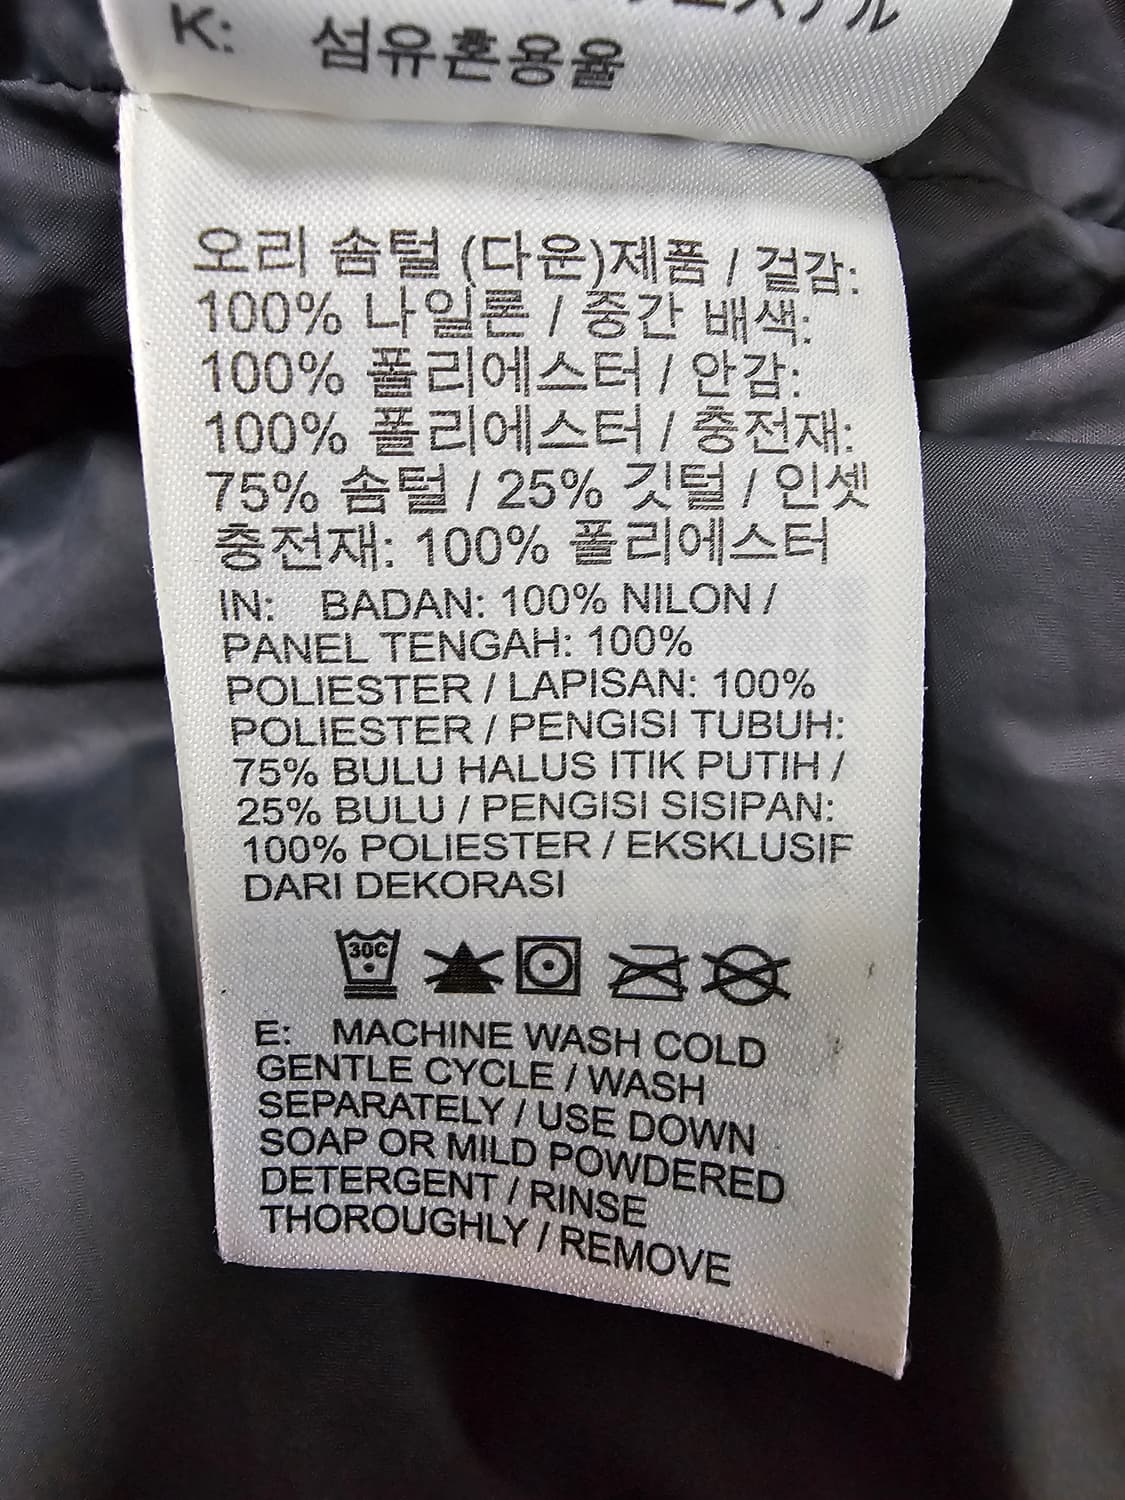 K: 섬유혼용율
오리 솜털 (다운)제품 / 겉감:
100% 나일론 / 중간 배색:
100% 폴리에스터 / 안감:
100% 폴리에스터 / 충전재:
75% 솜털 / 25% 깃털 / 인셋
충전재: 100% 폴리에스터
IN: BADAN: 100% NILON /
PANEL TENGAH: 100%
POLIESTER / LAPISAN: 100%
POLIESTER / PENGISI TUBUH:
75% BULU HALUS ITIK PUTIH /
25% BULU / PENGISI SISIPAN:
100% POLIESTER / EKSKLUSIF
DARI DEKORASI
30C
E: MACHINE WASH COLD
GENTLE CYCLE / WASH
SEPARATELY / USE DOWN
SOAP OR MILD POWDERED
DETERGENT / RINSE
THOROUGHLY / REMOVE